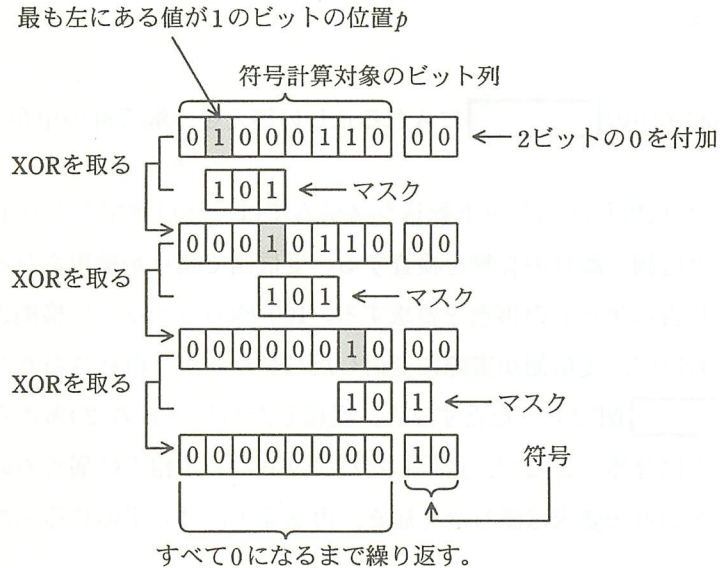 最も左にある値が1のビットの位置p
符号計算対象のビット列
0 1 0 0 0 1 1 0 0 0 ←2ビットの0を付加
XORを取る
1 0 1 ←マスク
0 0 0 1 0 1 1 0 0 0
XORを取る
1 0 1 ←マスク
0 0 0 0 0 0 1 0 0 0
XORを取る
1 0 1 ←マスク
0 0 0 0 0 0 0 0 1 0 符号
すべて0になるまで繰り返す。